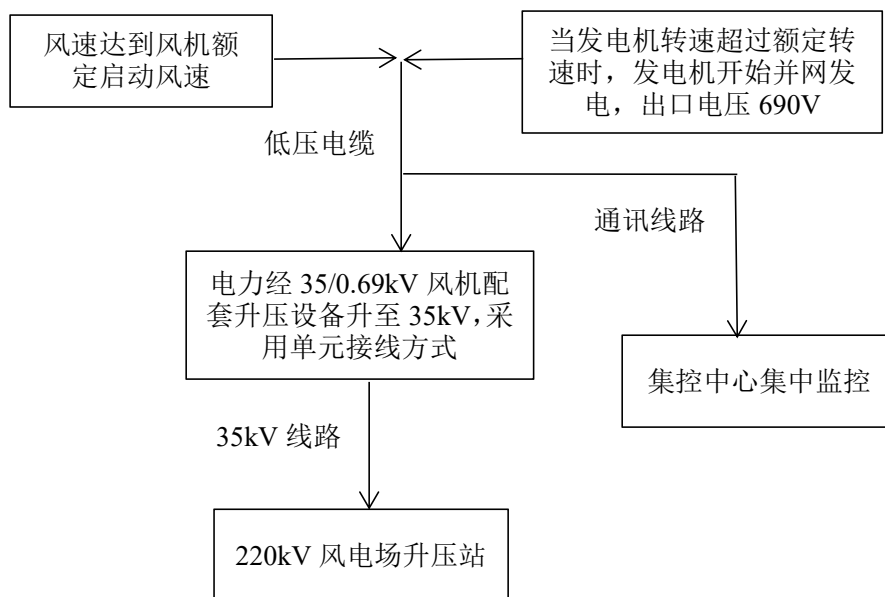 风速达到风机额
定启动风速
当发电机转速超过额定转
速时，发电机开始并网发
电，出口电压 690V
低压电缆
通讯线路
电力经 35/0.69kV 风机配
套升压设备升至 35kV，采
用单元接线方式
集控中心集中监控
35kV 线路
220kV 风电场升压站